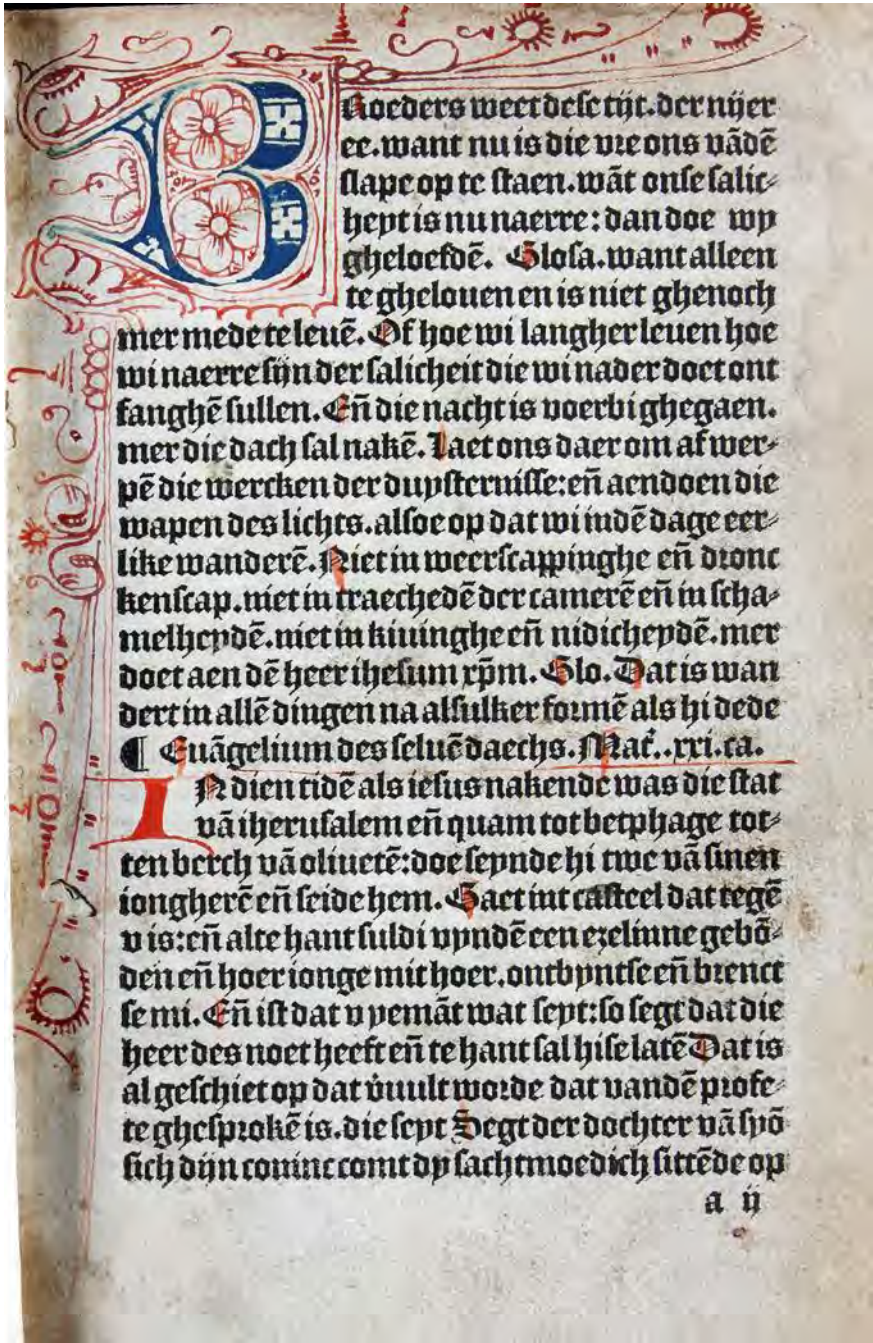 BRoeders weet dese tijt. der nijer
ee. want nu is die vre ons vādē
slape op te staen. wāt onse salic⸗
heyt is nu naerre: dan doe wy
gheloefdē. Glosa. want alleen
te ghelouen en is niet ghenoch
mer mede te leuē. Of hoe wi langher leuen hoe
wi naerre sijn der salicheit die wi na der doet ont
fanghē sullen. Eñ die nacht is voerbi ghegaen.
mer die dach sal nakē. Laet ons daer om af wer⸗
pē die wercken der duysternisse: eñ aendoen die
wapen des lichts. alsoe op dat wi indē dage eer⸗
like wanderē. Niet in weerscappinghe eñ dronc
kenscap. niet in traechedē der camerē eñ in scha⸗
melheydē. niet in kiuinghe eñ nidicheydē. mer
doet aen dē heer ihesum xp̄m. Glo. Dat is wan
dert in allē dingen na alsulker formē als hi dede
¶ Euāgelium des seluē daechs. Mat̄. .xxi. ca.
IN dien tidē als iesus nakende was die stat
vā iherusalem eñ quam tot betphage tot⸗
ten berch vā oliuetē: doe seynde hi twe vā sinen
iongherē eñ seide hem. Gaet int casteel dat tegē
v is: eñ alte hant suldi vyndē een ezelinne gebō⸗
den eñ hoer ionge mit hoer. ontbyntse eñ brenct
se mi. Eñ ist dat v yemāt wat seyt: so segt dat die
heer des noet heeft eñ te hant sal hise latē Dat is
al geschiet op dat v̓uult worde dat vandē profe⸗
te ghesprokē is. die seyt Segt der dochter vā syō
sich dijn coninc comt dy sachtmoedich sittēde op
a ij